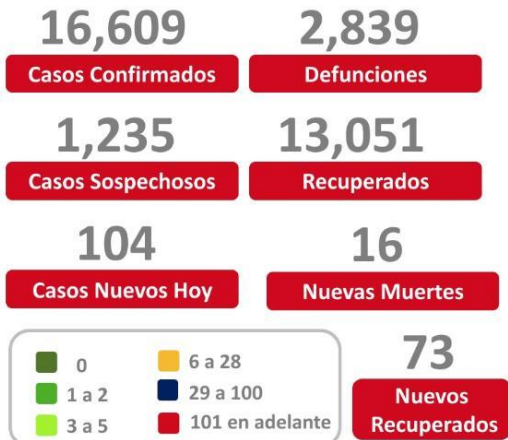 16,609
Casos Confirmados
2,839
Defunciones
1,235
Casos Sospechosos
13,051
Recuperados
104
Casos Nuevos Hoy
16
Nuevas Muertes
0
1 a 2
3 a 5
6 a 28
29 a 100
101 en adelante
73
Nuevos
Recuperados